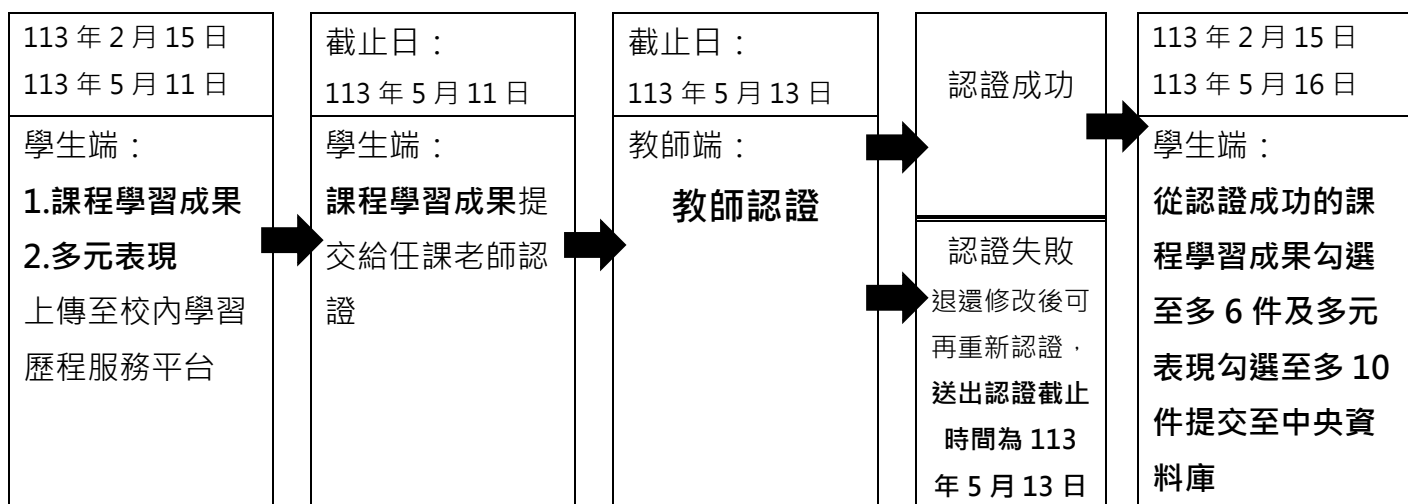 113 年 2 月 15 日
113 年 5 月 11 日
學生端：
1.課程學習成果
2.多元表現
上傳至校內學習
歷程服務平台
截止日：
113 年 5 月 11 日
學生端：
課程學習成果提
交給任課老師認
證
截止日：
113 年 5 月 13 日
教師端：
教師認證
認證成功
認證失敗
退還修改後可
再重新認證，
送出認證截止
時間為 113
年 5 月 13 日
113 年 2 月 15 日
113 年 5 月 16 日
學生端：
從認證成功的課
程學習成果勾選
至多 6 件及多元
表現勾選至多 10
件提交至中央資
料庫